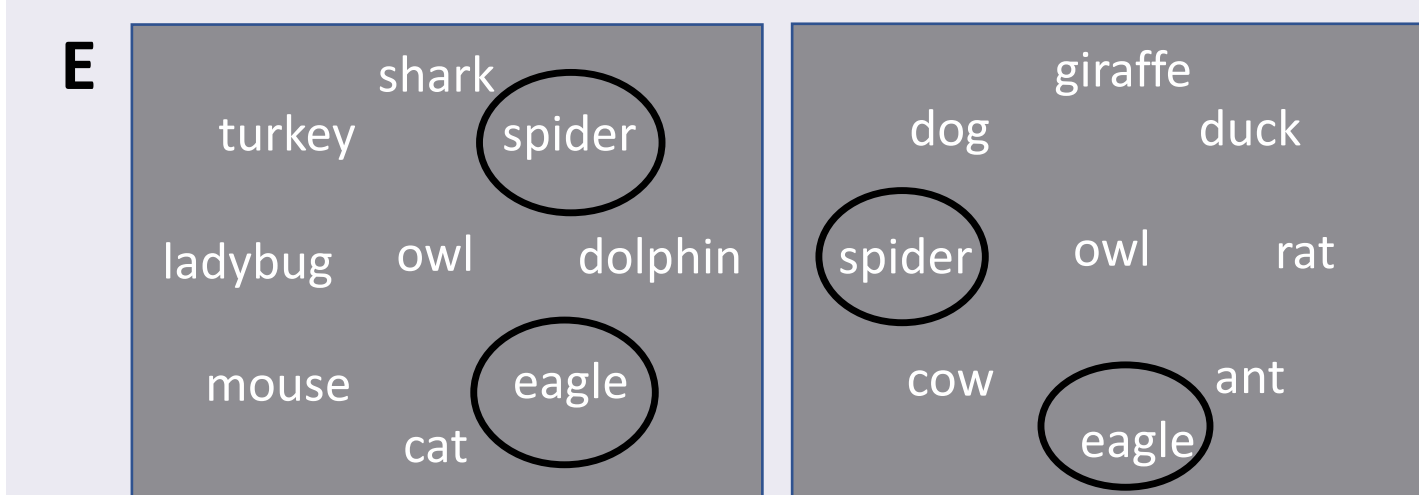 E
shark
turkey
spider
ladybug
owl
dolphin
mouse
eagle
cat
giraffe
dog
duck
spider
owl
rat
cow
ant
eagle